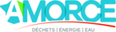 AMORCE
DÉCHETS | ÉNERGIE | EAU